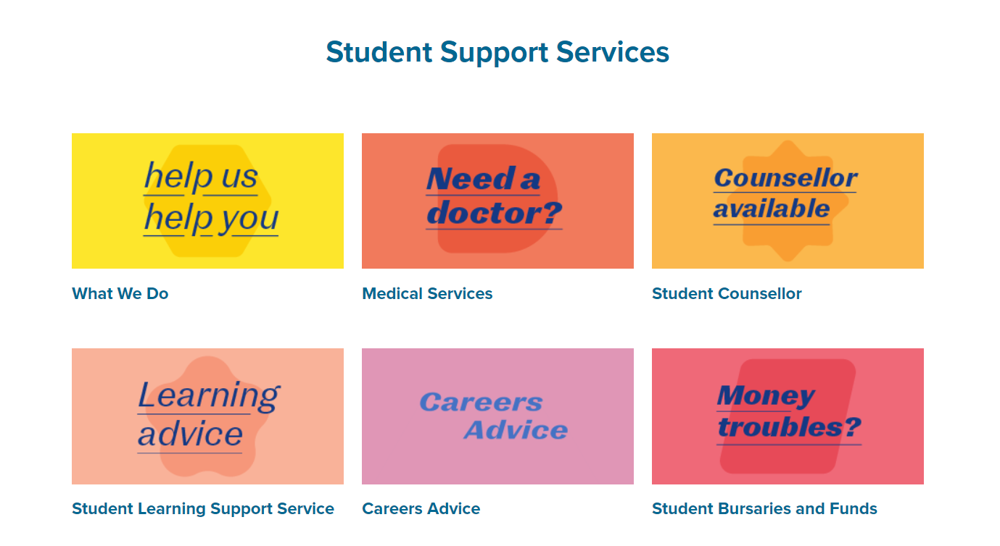 Student Support Services
help us
help you
What We Do
Need a
doctor?
Medical Services
Counsellor
available
Student Counsellor
Learning
advice
Student Learning Support Service
Careers
Advice
Careers Advice
Money
troubles?
Student Bursaries and Funds